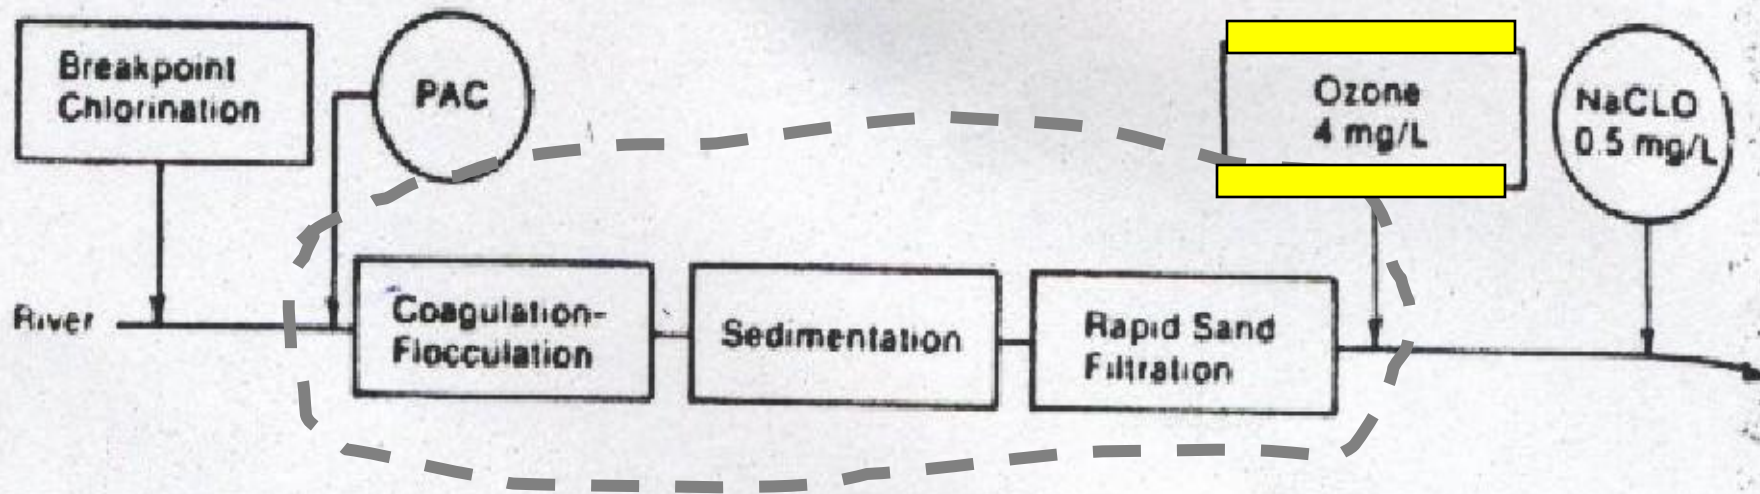 Breakpoint
Chlorination
PAC
Ozone
4 mg/L
NaCLO
0.5 mg/L
River
Coagulation-
Flocculation
Sedimentation
Rapid Sand
Filtration